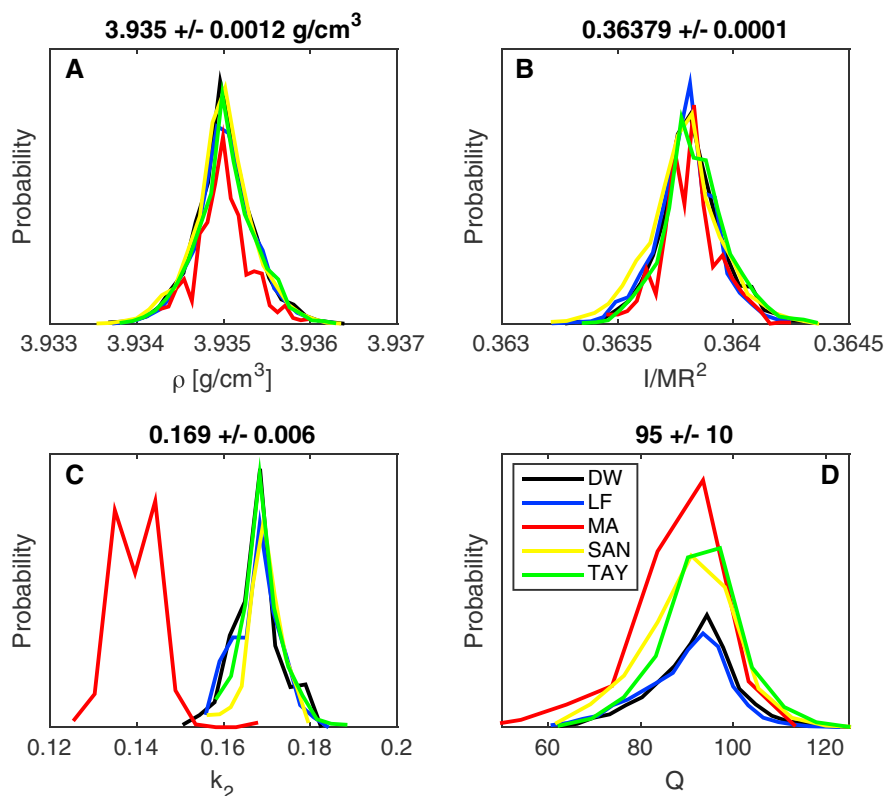 3.935 +/- 0.0012 g/cm³
A
Probability
3.933 3.934 3.935 3.936 3.937
ρ [g/cm³]
0.36379 +/- 0.0001
B
Probability
0.363 0.3635 0.364 0.3645
I/MR²
0.169 +/- 0.006
C
Probability
0.12 0.14 0.16 0.18 0.2
k₂
95 +/- 10
D
DW
LF
MA
SAN
TAY
Probability
60 80 100 120
Q